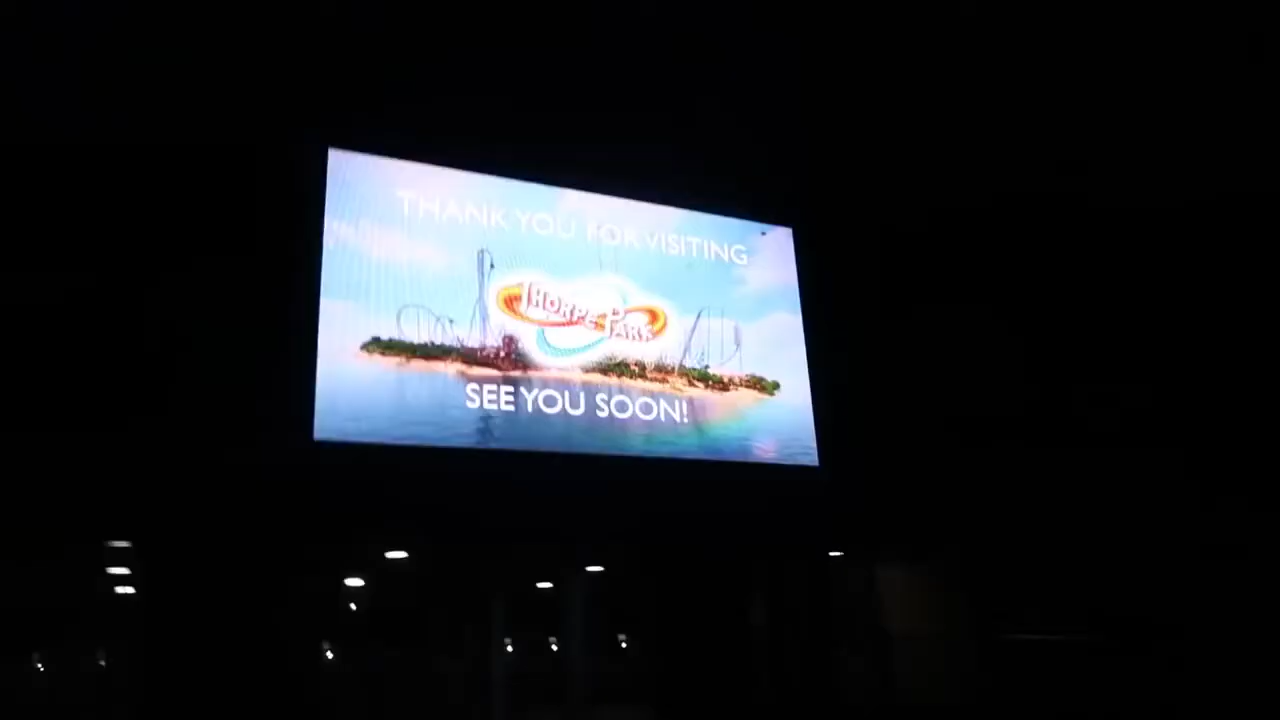 THANK YOU FOR VISITING
THORPE PARK
SEE YOU SOON!